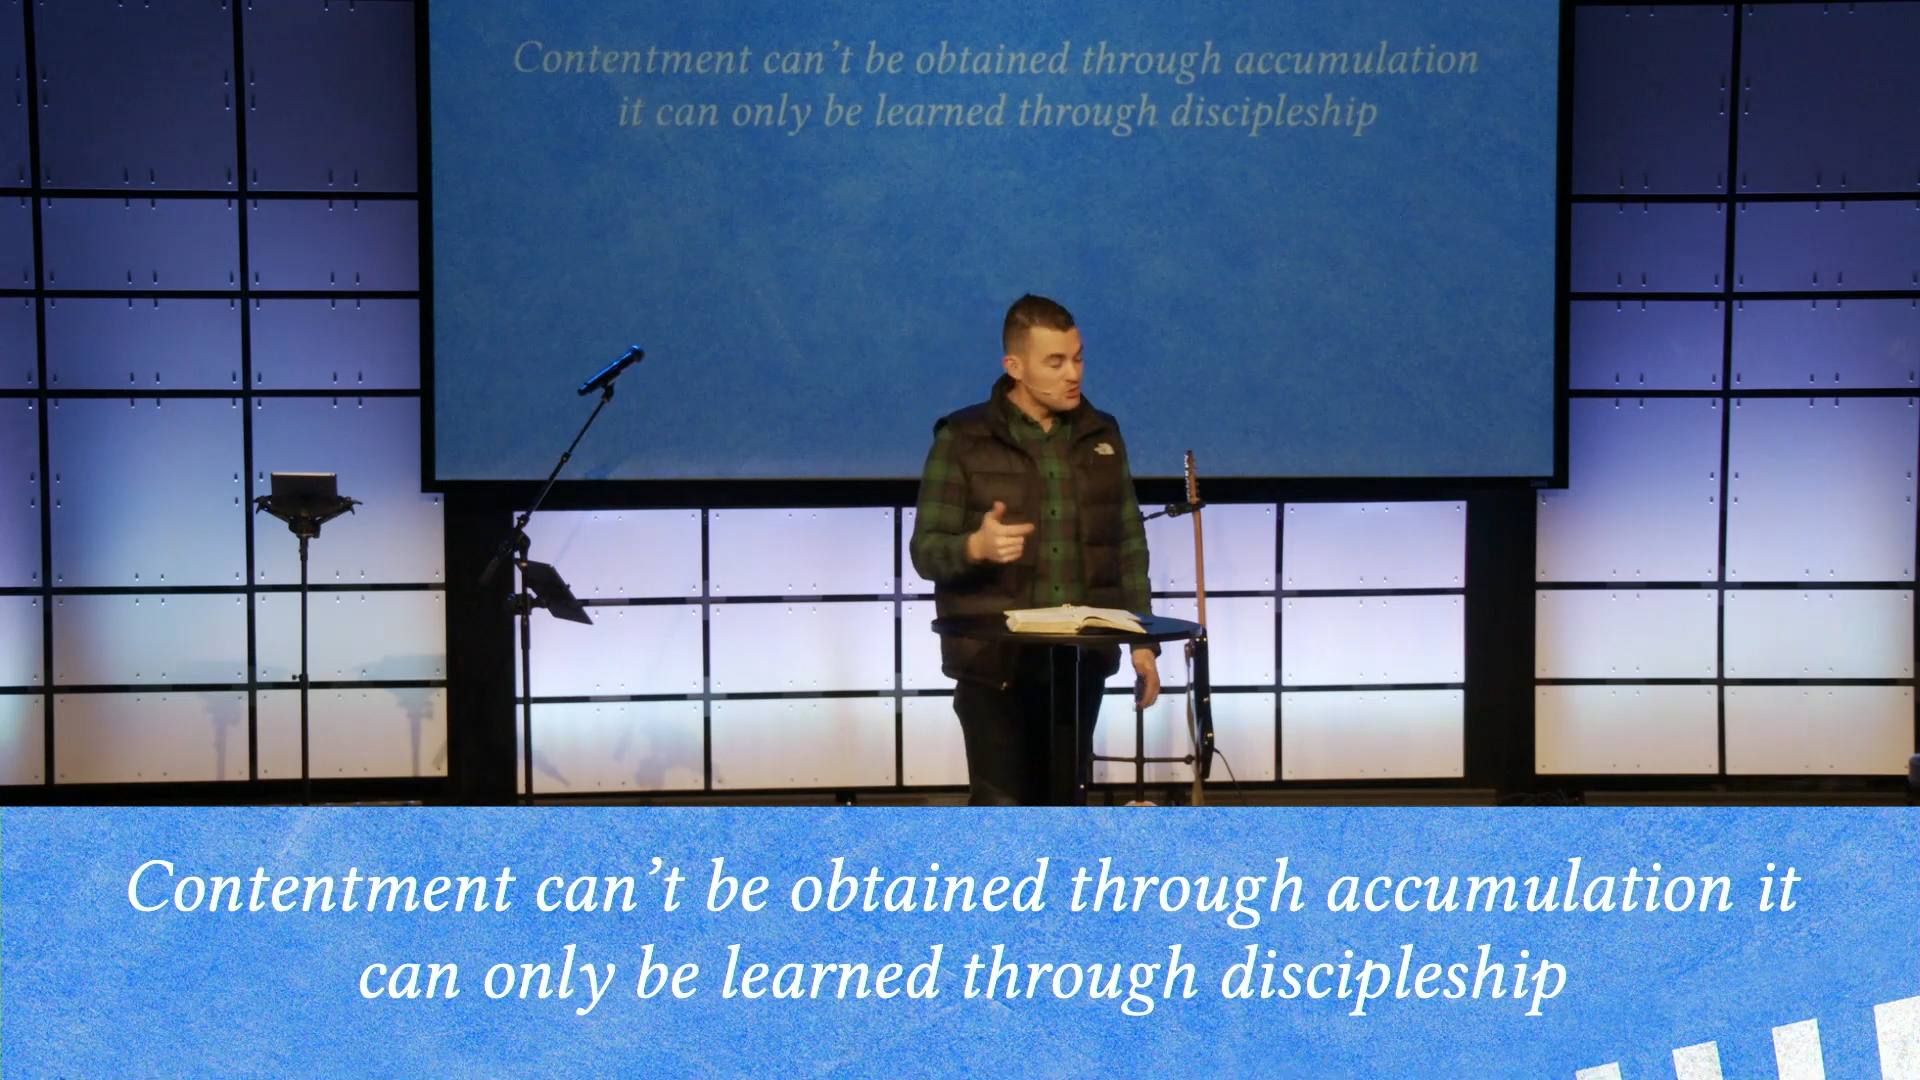 Contentment can’t be obtained through accumulation
it can only be learned through discipleship
Contentment can’t be obtained through accumulation it
can only be learned through discipleship